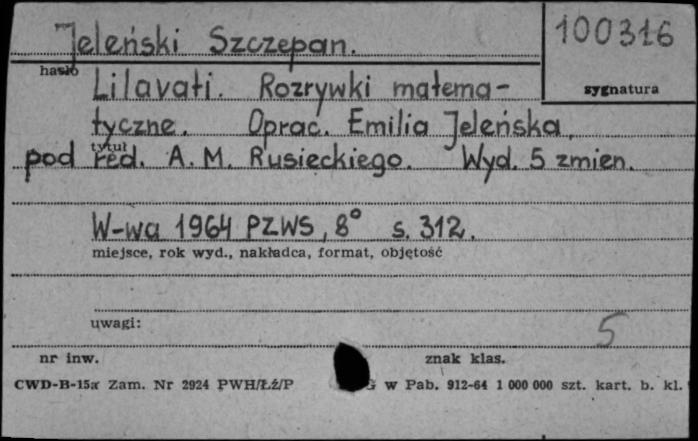 Jeleński Szczepan.
100316
hasło
sygnatura
Lilavati. Rozrywki matema-
tyczne. Oprac. Emilia Jeleńska,
tytuł
pod red. A. M. Rusieckiego. Wyd. 5 zmien.
W-wa 1964 PZWS, 8° s. 312.
miejsce, rok wyd., nakładca, format, objętość
uwagi:
5
nr inw.
znak klas.
CWD-B-15a Zam. Nr 2924 PWH/Łź/P G w Pab. 912-64 1 000 000 szt. kart. b. kl.